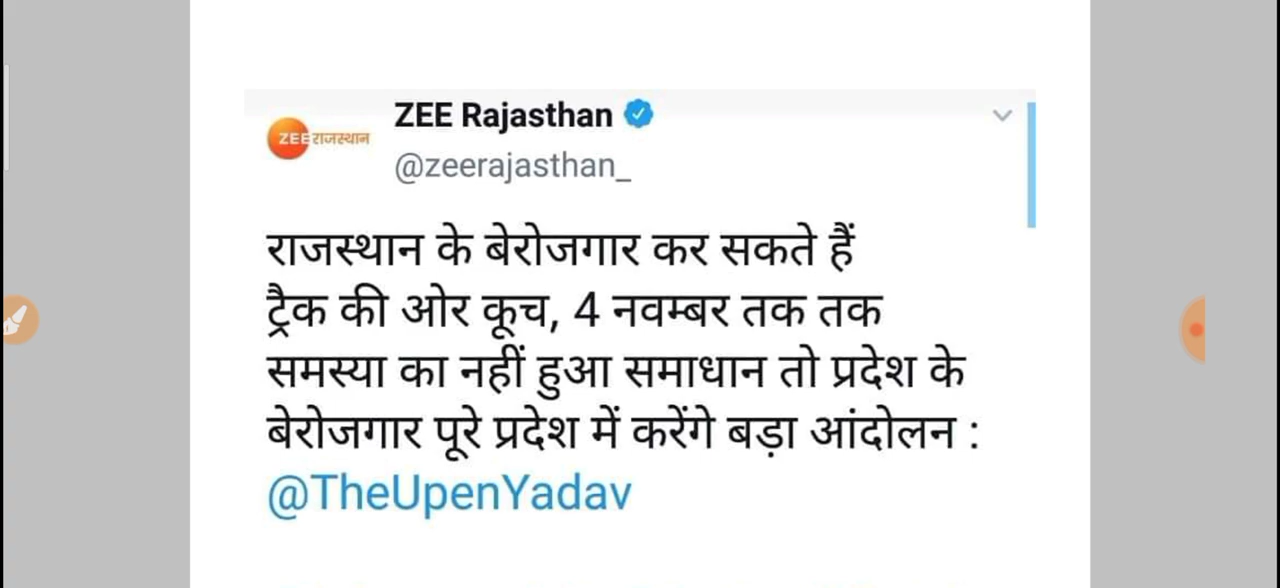 ZEE Rajasthan
ZEE राजस्थान
@zeerajasthan_
राजस्थान के बेरोजगार कर सकते हैं
ट्रैक की ओर कूच, 4 नवम्बर तक तक
समस्या का नहीं हुआ समाधान तो प्रदेश के
बेरोजगार पूरे प्रदेश में करेंगे बड़ा आंदोलन :
@TheUpenYadav